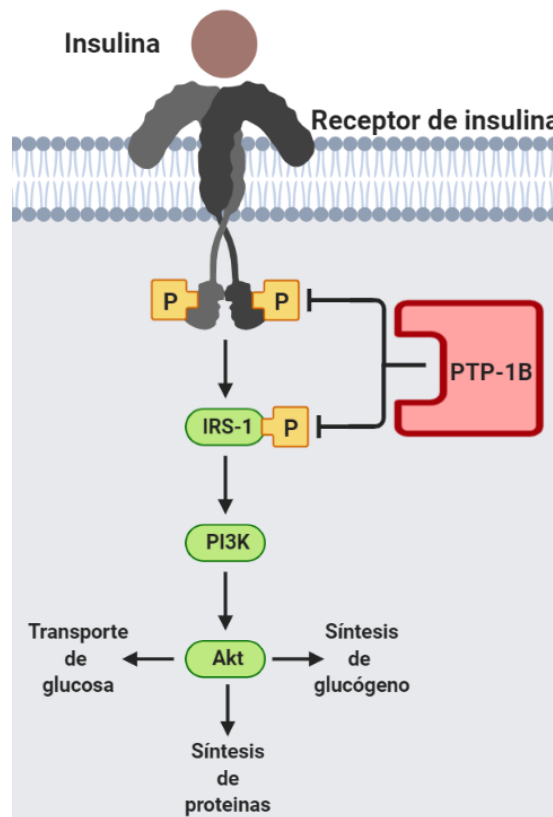 Insulina
Receptor de insulina
P
P
PTP-1B
IRS-1
P
PI3K
Transporte
de
glucosa
Akt
Síntesis
de
glucógeno
Síntesis
de
proteinas